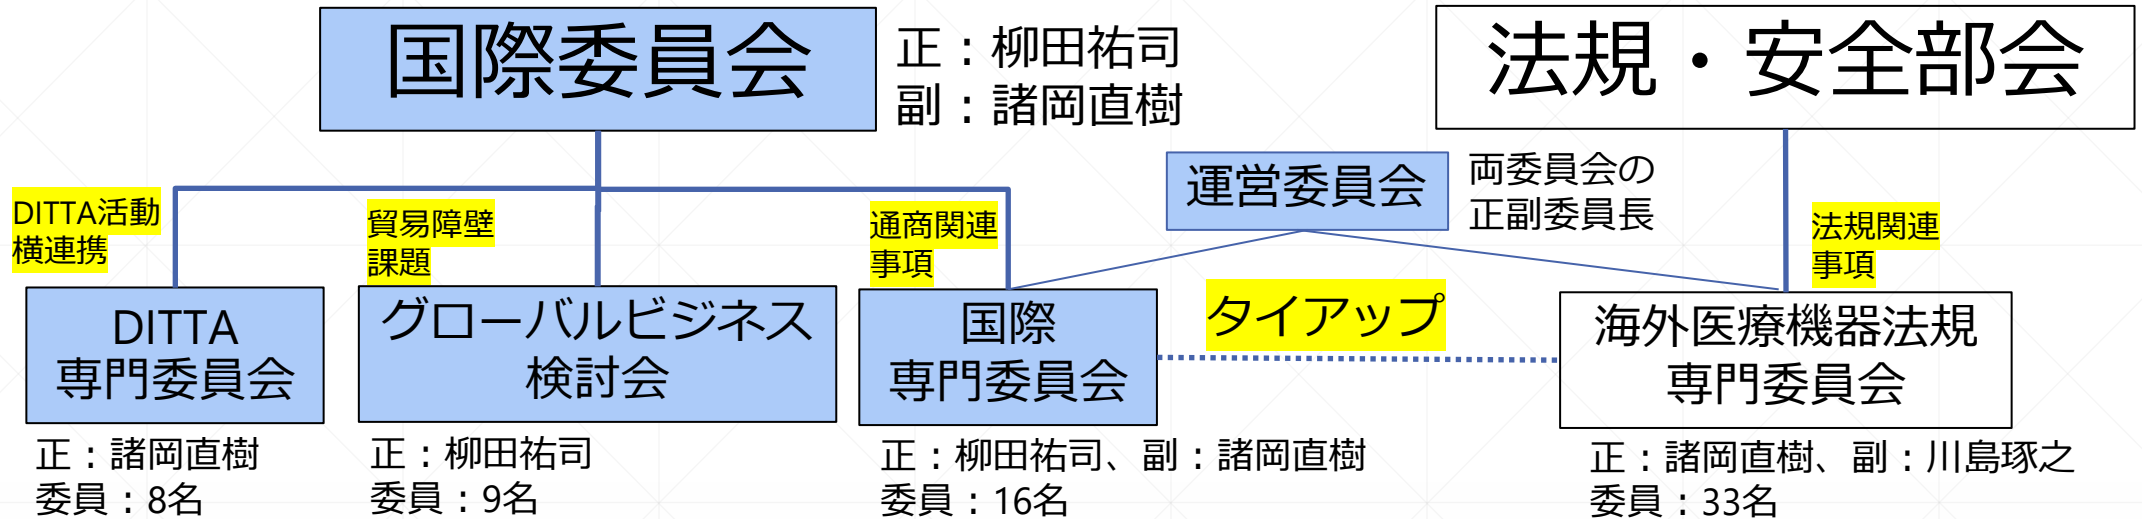 国際委員会
正：柳田祐司
副：諸岡直樹
法規・安全部会
運営委員会
両委員会の
正副委員長
DITTA活動
横連携
貿易障壁
課題
通商関連
事項
法規関連
事項
DITTA
専門委員会
グローバルビジネス
検討会
国際
専門委員会
タイアップ
海外医療機器法規
専門委員会
正：諸岡直樹
委員：8名
正：柳田祐司
委員：9名
正：柳田祐司、副：諸岡直樹
委員：16名
正：諸岡直樹、副：川島琢之
委員：33名